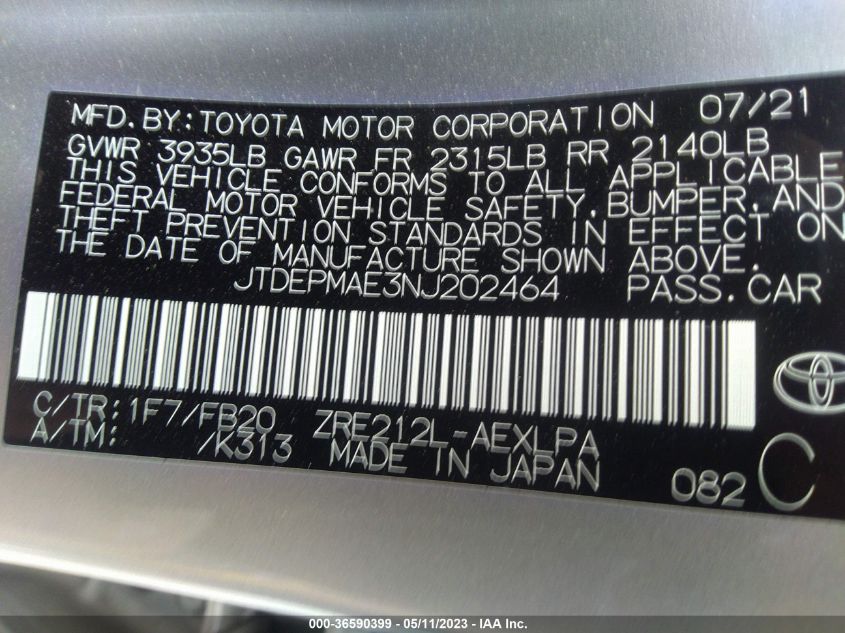 MFD.BY:TOYOTA MOTOR CORPORATION 07/21
GVWR 3935LB GAWR FR 2315LB RR 2140LB
THIS VEHICLE CONFORMS TO ALL APPLICABLE
FEDERAL MOTOR VEHICLE SAFETY,BUMPER,AND
THEFT PREVENTION STANDARDS IN EFFECT ON
THE DATE OF MANUFACTURE SHOWN ABOVE.
JTDEPMAE3NJ202464 PASS.CAR
C/TR:1F7/FB20 ZRE212L-AEXLPA
A/TM: /K313 MADE IN JAPAN 082 C
000-36590399 - 05/11/2023 - IAA Inc.